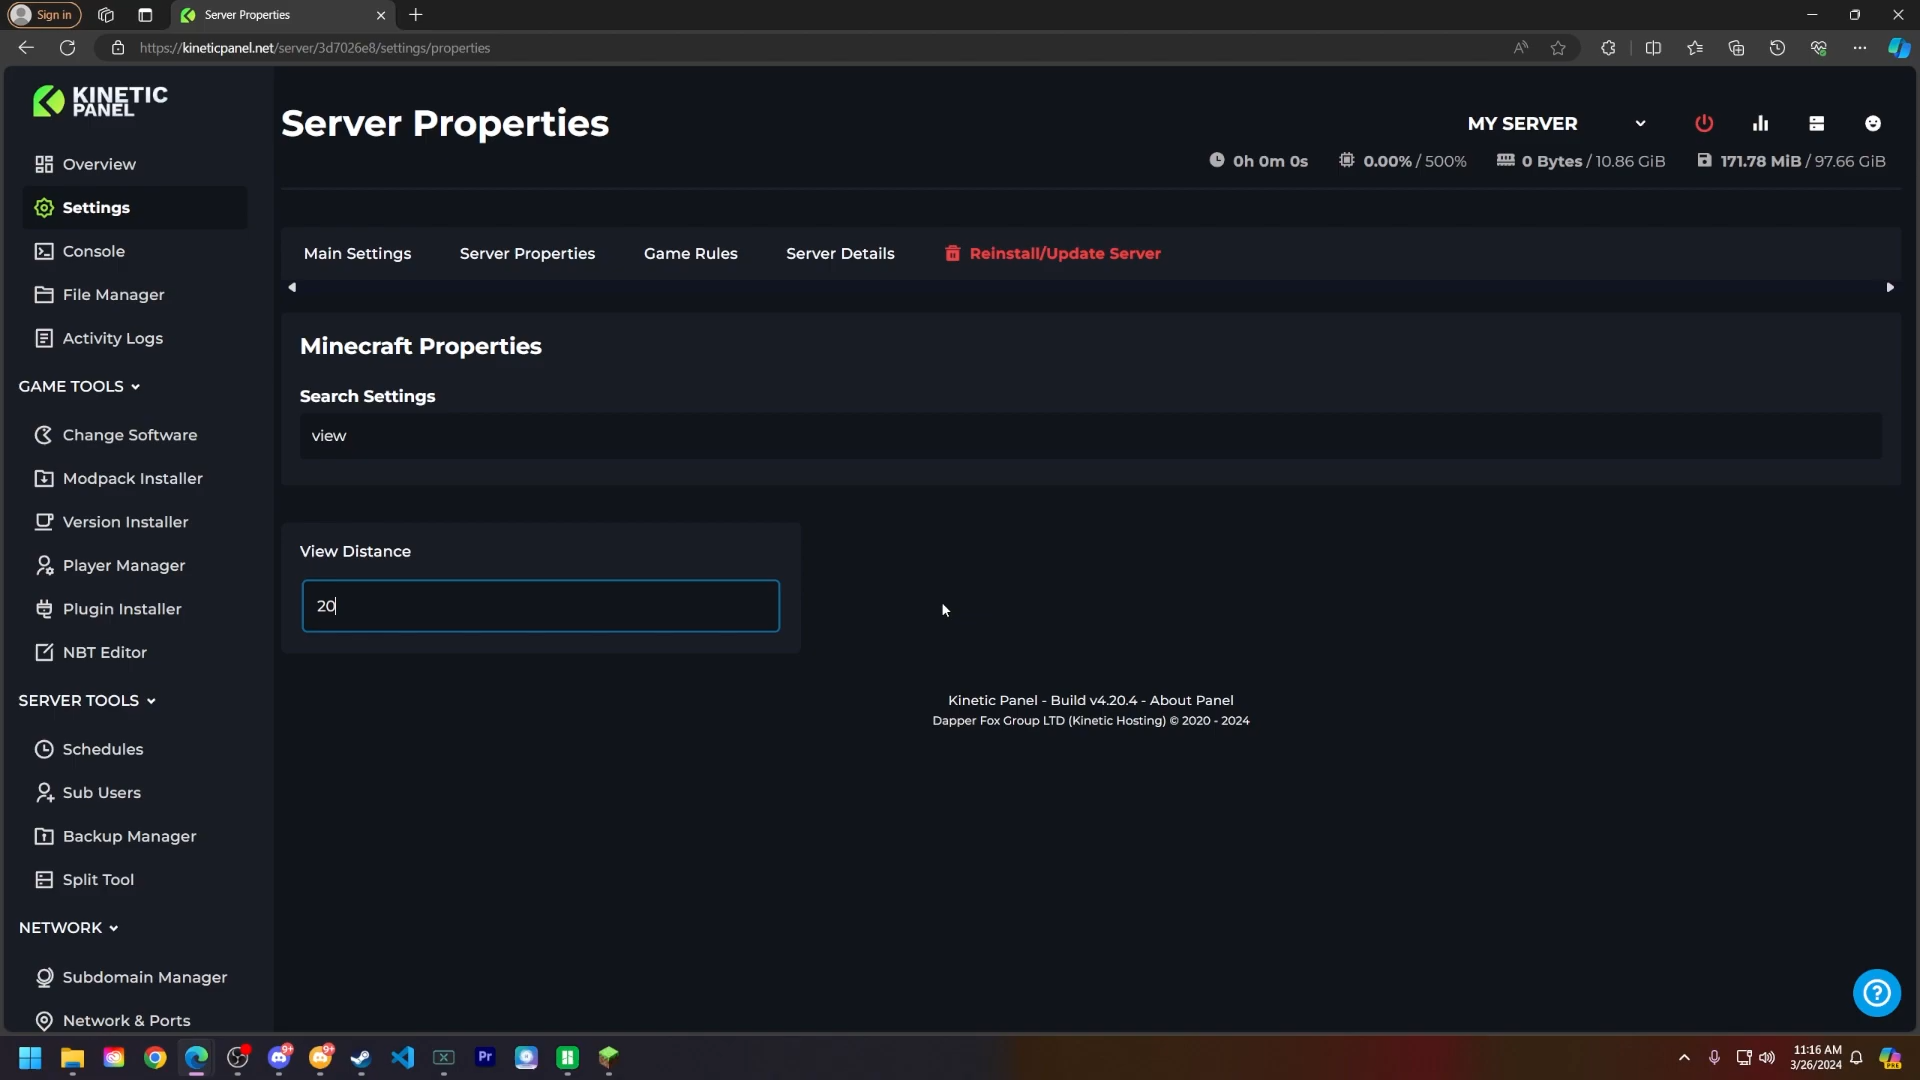 Sign in
Server Properties
https://kineticpanel.net/server/3d7026e8/settings/properties
KINETIC
PANEL
Server Properties
MY SERVER
0h 0m 0s
0.00% / 500%
0 Bytes / 10.86 GiB
171.78 MiB / 97.66 GiB
Overview
Settings
Console
File Manager
Activity Logs
GAME TOOLS
Change Software
Modpack Installer
Version Installer
Player Manager
Plugin Installer
NBT Editor
SERVER TOOLS
Schedules
Sub Users
Backup Manager
Split Tool
NETWORK
Subdomain Manager
Network & Ports
Main Settings
Server Properties
Game Rules
Server Details
Reinstall/Update Server
Minecraft Properties
Search Settings
view
View Distance
20
Kinetic Panel - Build v4.20.4 - About Panel
Dapper Fox Group LTD (Kinetic Hosting) © 2020 - 2024
9+
9+
Pr
11:16 AM
3/26/2024
PRE